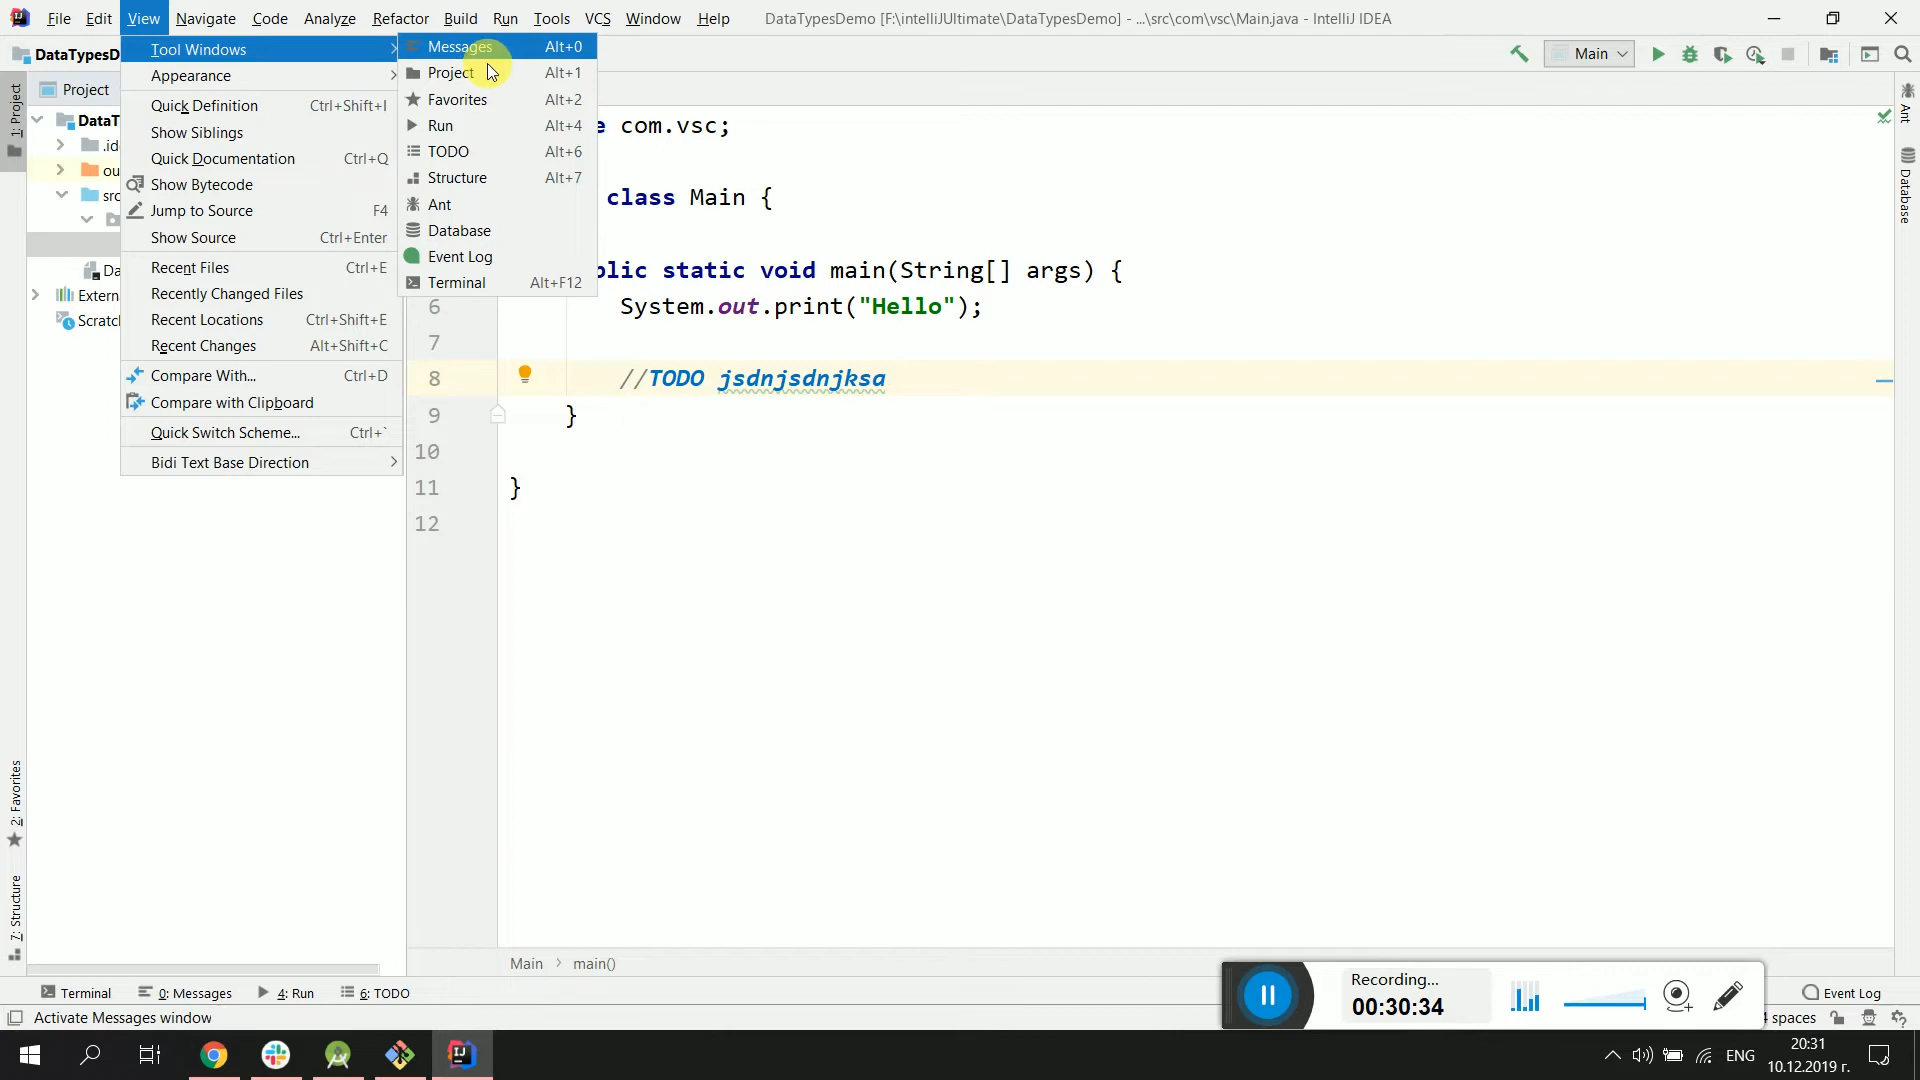 File Edit View Navigate Code Analyze Refactor Build Run Tools VCS Window Help DataTypesDemo [F:\intelliJUltimate\DataTypesDemo] - ...\src\com\vsc\Main.java - IntelliJ IDEA
DataTypesD
Main
1: Project
Project
DataT
.id
ou
src
Da
Extern
Scratch
2: Favorites
7: Structure
Tool Windows
Appearance
Quick Definition Ctrl+Shift+I
Show Siblings
Quick Documentation Ctrl+Q
Show Bytecode
Jump to Source F4
Show Source Ctrl+Enter
Recent Files Ctrl+E
Recently Changed Files
Recent Locations Ctrl+Shift+E
Recent Changes Alt+Shift+C
Compare With... Ctrl+D
Compare with Clipboard
Quick Switch Scheme... Ctrl+`
Bidi Text Base Direction
Messages Alt+0
Project Alt+1
Favorites Alt+2
Run Alt+4
TODO Alt+6
Structure Alt+7
Ant
Database
Event Log
Terminal Alt+F12
e com.vsc;
class Main {
blic static void main(String[] args) {
6 System.out.print("Hello");
7
8 //TODO jsdnjsdnjksa
9 }
10
11 }
12
Ant
Database
Main > main()
Terminal 0: Messages 4: Run 6: TODO
Event Log
Recording...
00:30:34
Activate Messages window
4 spaces
ENG
20:31
10.12.2019 г.